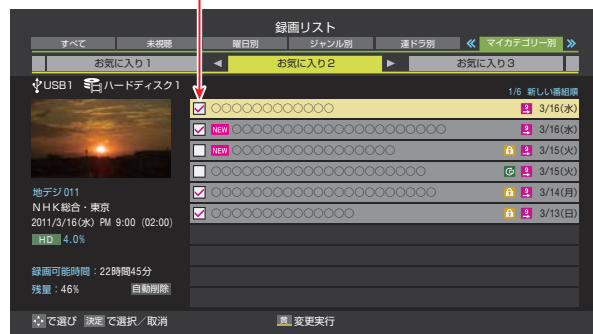 録画リスト
すべて 未視聴 曜日別 ジャンル別 連ドラ別 マイカテゴリー別
お気に入り1 お気に入り2 お気に入り3
USB1 ハードディスク1
1/6 新しい番組順
○○○○○○○○○○○○ 3/16(水)
NEW ○○○○○○○○○○○○○○○○○○○○ 3/16(水)
NEW ○○○○○○○○○○○○○○○ 3/15(火)
○○○○○○○○○○○○○○○○○○○○ 3/15(火)
○○○○○○○○○○○○○○○○○○○○○ 3/14(月)
○○○○○○○○○○○○○ 3/13(日)
地デジ011
NHK総合・東京
2011/3/16(水) PM 9:00 (02:00)
HD 4.0%
録画可能時間：22時間45分
残量：46% 自動削除
で選び 決定 で選択／取消 黄 変更実行